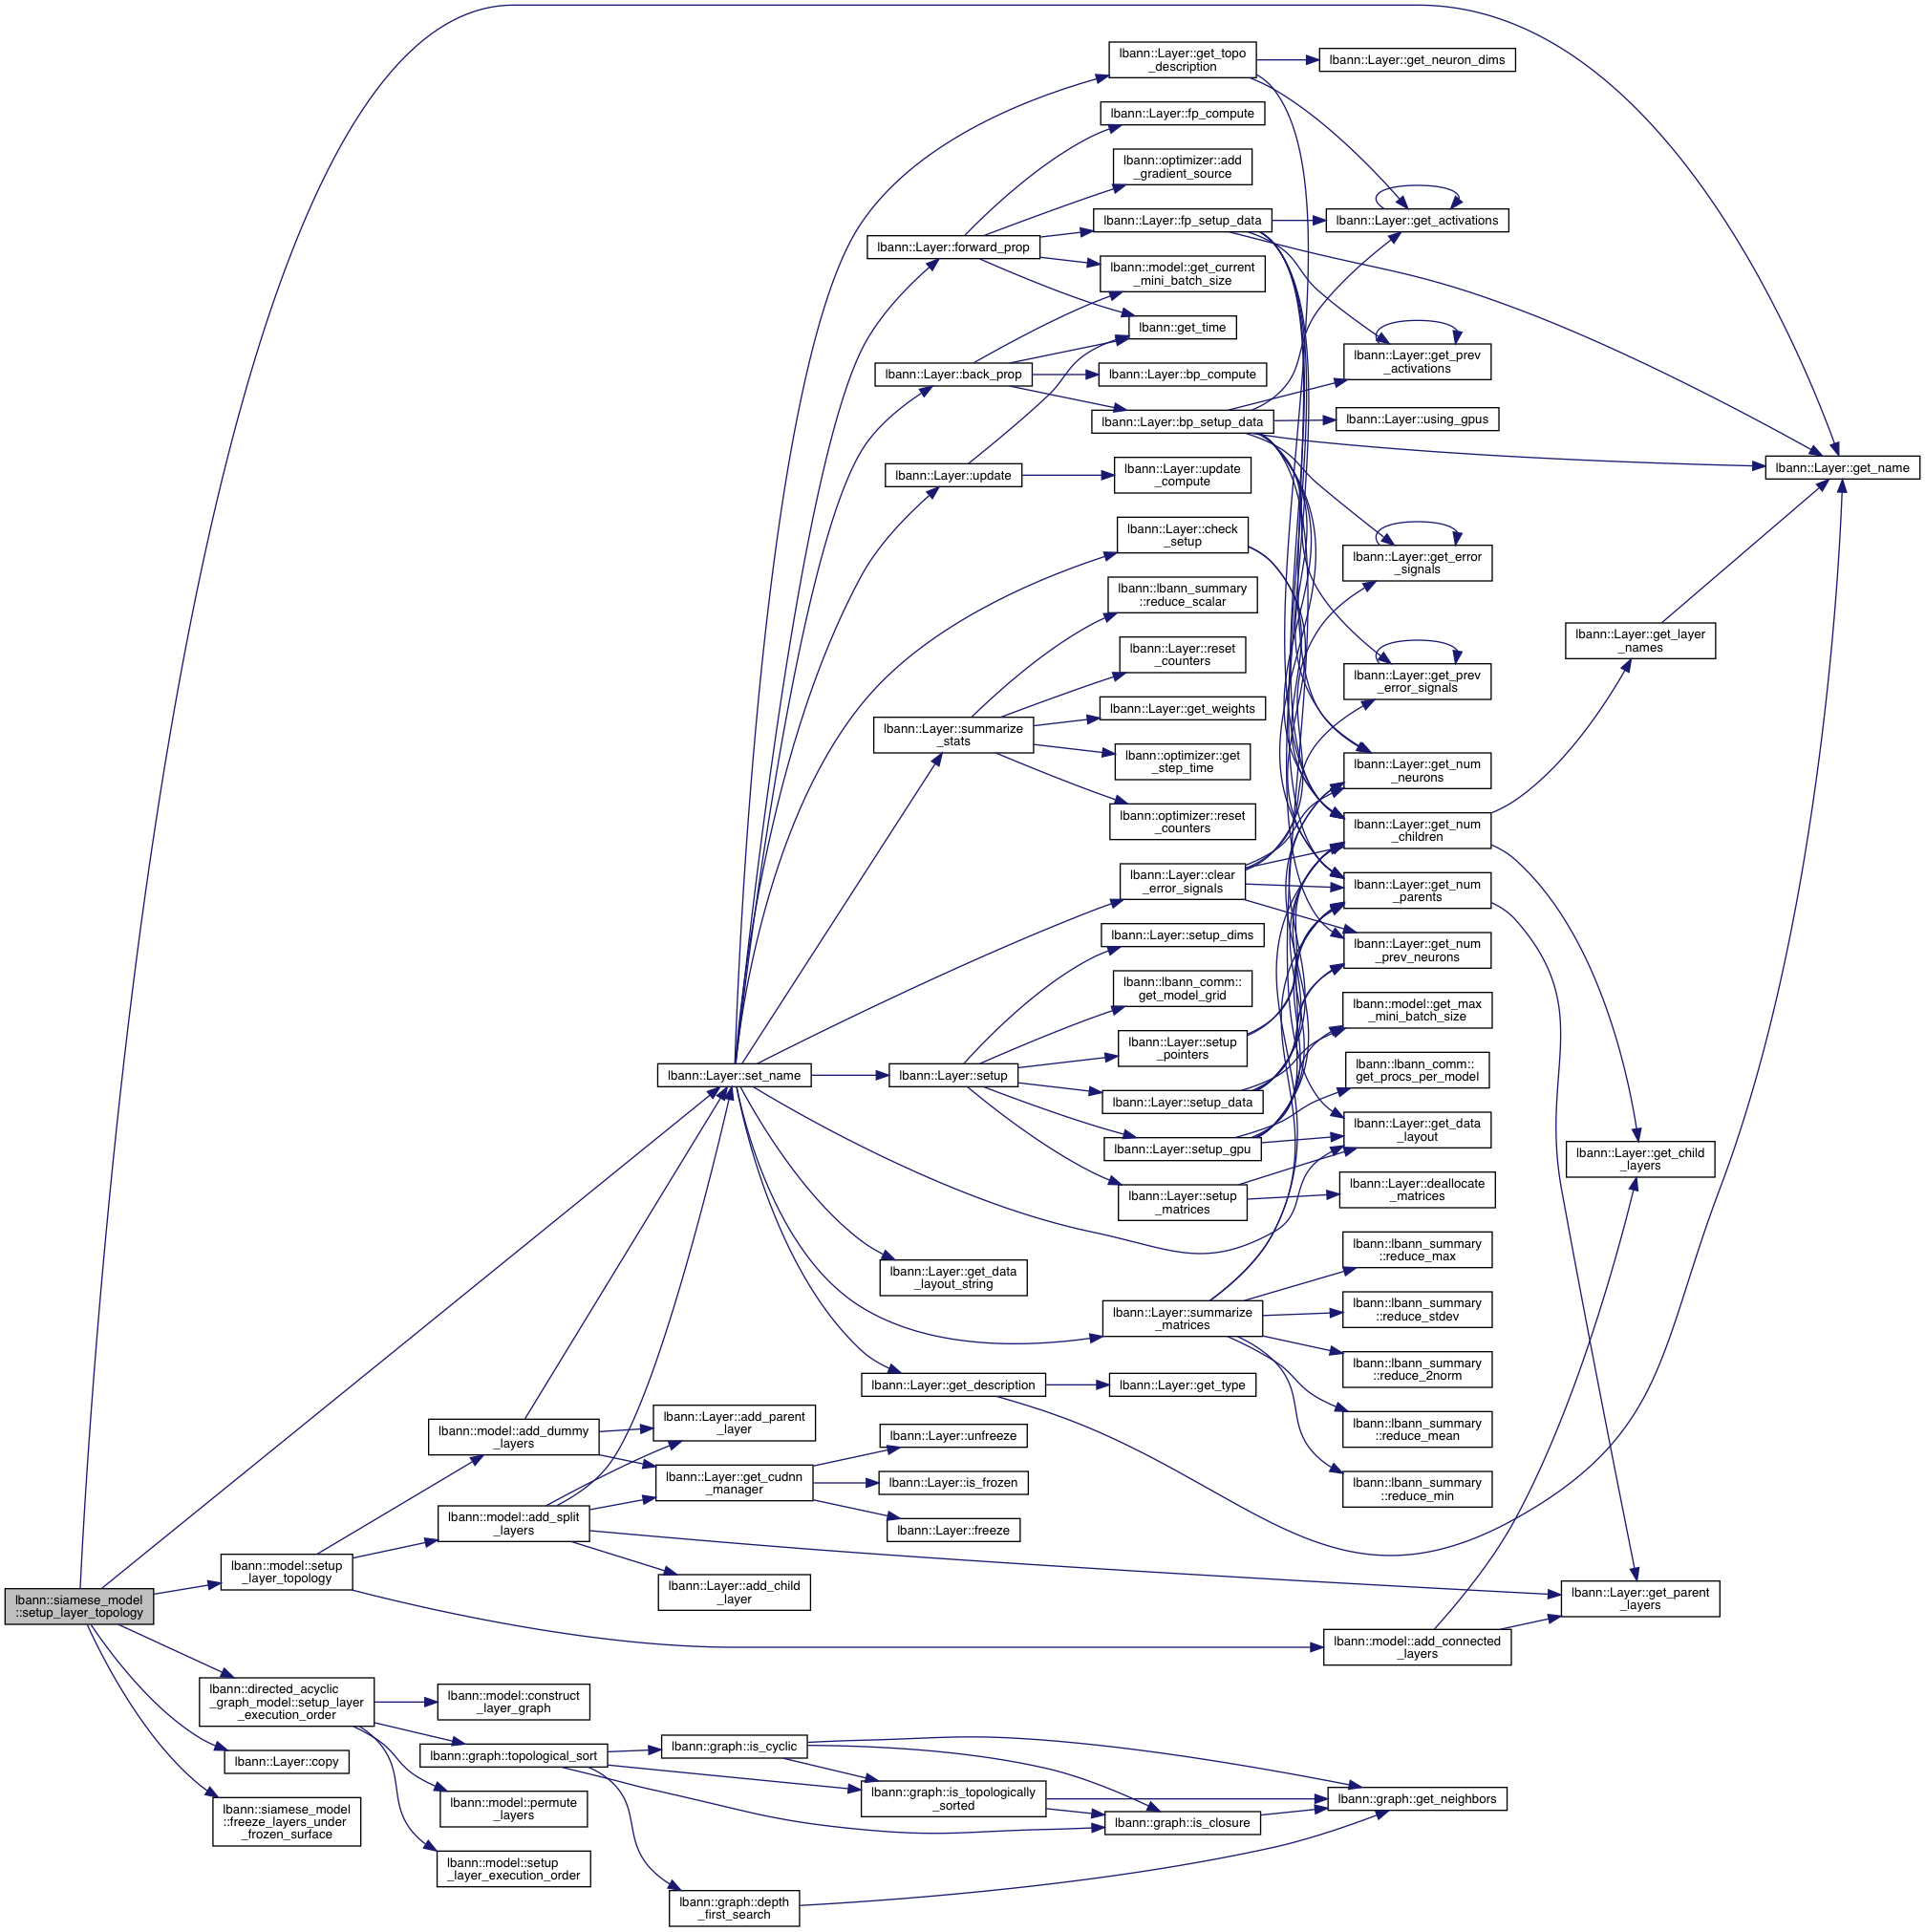 lbann::Layer::get_topo
_description
lbann::Layer::get_neuron_dims
lbann::Layer::fp_compute
lbann::optimizer::add
_gradient_source
lbann::Layer::fp_setup_data
lbann::Layer::get_activations
lbann::Layer::forward_prop
lbann::model::get_current
_mini_batch_size
lbann::get_time
lbann::Layer::get_prev
_activations
lbann::Layer::back_prop
lbann::Layer::bp_compute
lbann::Layer::bp_setup_data
lbann::Layer::using_gpus
lbann::Layer::get_name
lbann::Layer::update
lbann::Layer::update
_compute
lbann::Layer::check
_setup
lbann::Layer::get_error
_signals
lbann::lbann_summary
::reduce_scalar
lbann::Layer::get_layer
_names
lbann::Layer::reset
_counters
lbann::Layer::get_prev
_error_signals
lbann::Layer::get_weights
lbann::Layer::summarize
_stats
lbann::optimizer::get
_step_time
lbann::Layer::get_num
_neurons
lbann::optimizer::reset
_counters
lbann::Layer::get_num
_children
lbann::Layer::clear
_error_signals
lbann::Layer::get_num
_parents
lbann::Layer::setup_dims
lbann::Layer::get_num
_prev_neurons
lbann::lbann_comm::
get_model_grid
lbann::model::get_max
_mini_batch_size
lbann::Layer::setup
_pointers
lbann::Layer::set_name
lbann::Layer::setup
lbann::lbann_comm::
get_procs_per_model
lbann::Layer::setup_data
lbann::Layer::get_data
_layout
lbann::Layer::setup_gpu
lbann::Layer::get_child
_layers
lbann::Layer::setup
_matrices
lbann::Layer::deallocate
_matrices
lbann::lbann_summary
::reduce_max
lbann::Layer::get_data
_layout_string
lbann::Layer::summarize
_matrices
lbann::lbann_summary
::reduce_stdev
lbann::lbann_summary
::reduce_2norm
lbann::Layer::get_description
lbann::Layer::get_type
lbann::lbann_summary
::reduce_mean
lbann::model::add_dummy
_layers
lbann::Layer::add_parent
_layer
lbann::Layer::unfreeze
lbann::Layer::get_cudnn
_manager
lbann::Layer::is_frozen
lbann::lbann_summary
::reduce_min
lbann::model::add_split
_layers
lbann::Layer::freeze
lbann::model::setup
_layer_topology
lbann::Layer::add_child
_layer
lbann::siamese_model
::setup_layer_topology
lbann::Layer::get_parent
_layers
lbann::model::add_connected
_layers
lbann::directed_acyclic
_graph_model::setup_layer
_execution_order
lbann::model::construct
_layer_graph
lbann::Layer::copy
lbann::graph::topological_sort
lbann::graph::is_cyclic
lbann::siamese_model
::freeze_layers_under
_frozen_surface
lbann::model::permute
_layers
lbann::graph::is_topologically
_sorted
lbann::graph::is_closure
lbann::graph::get_neighbors
lbann::model::setup
_layer_execution_order
lbann::graph::depth
_first_search